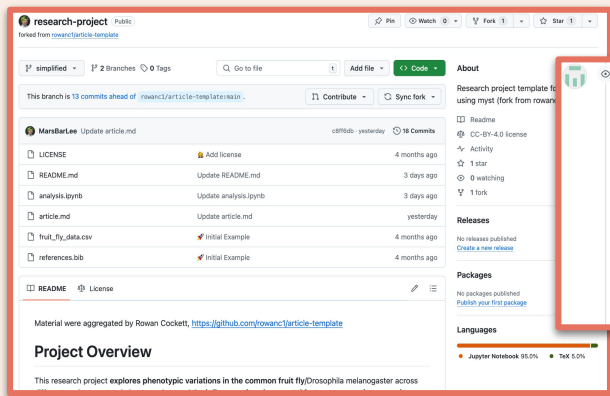 research-project Public
Pin
Watch 0
Fork 1
Star 1
forked from rowanc1/article-template
simplified
2 Branches
0 Tags
Go to file
t
Add file
<> Code
About
This branch is 13 commits ahead of rowanc1/article-template:main .
Contribute
Sync fork
Research project template
using myst (fork from
Readme
CC-BY-4.0 license
Activity
1 star
0 watching
1 fork
MarsBarLee Update article.md
c8ff6db · yesterday
18 Commits
LICENSE
Add license
4 months ago
README.md
Update README.md
3 days ago
analysis.ipynb
Update analysis.ipynb
3 days ago
article.md
Update article.md
yesterday
fruit_fly_data.csv
Initial Example
4 months ago
references.bib
Initial Example
4 months ago
Releases
No releases published
Create a new release
Packages
No packages published
Publish your first package
Languages
Jupyter Notebook 95.0%
TeX 5.0%
README
License
Material were aggregated by Rowan Cockett, https://github.com/rowanc1/article-template
Project Overview
This research project explores phenotypic variations in the common fruit fly/Drosophila melanogaster across